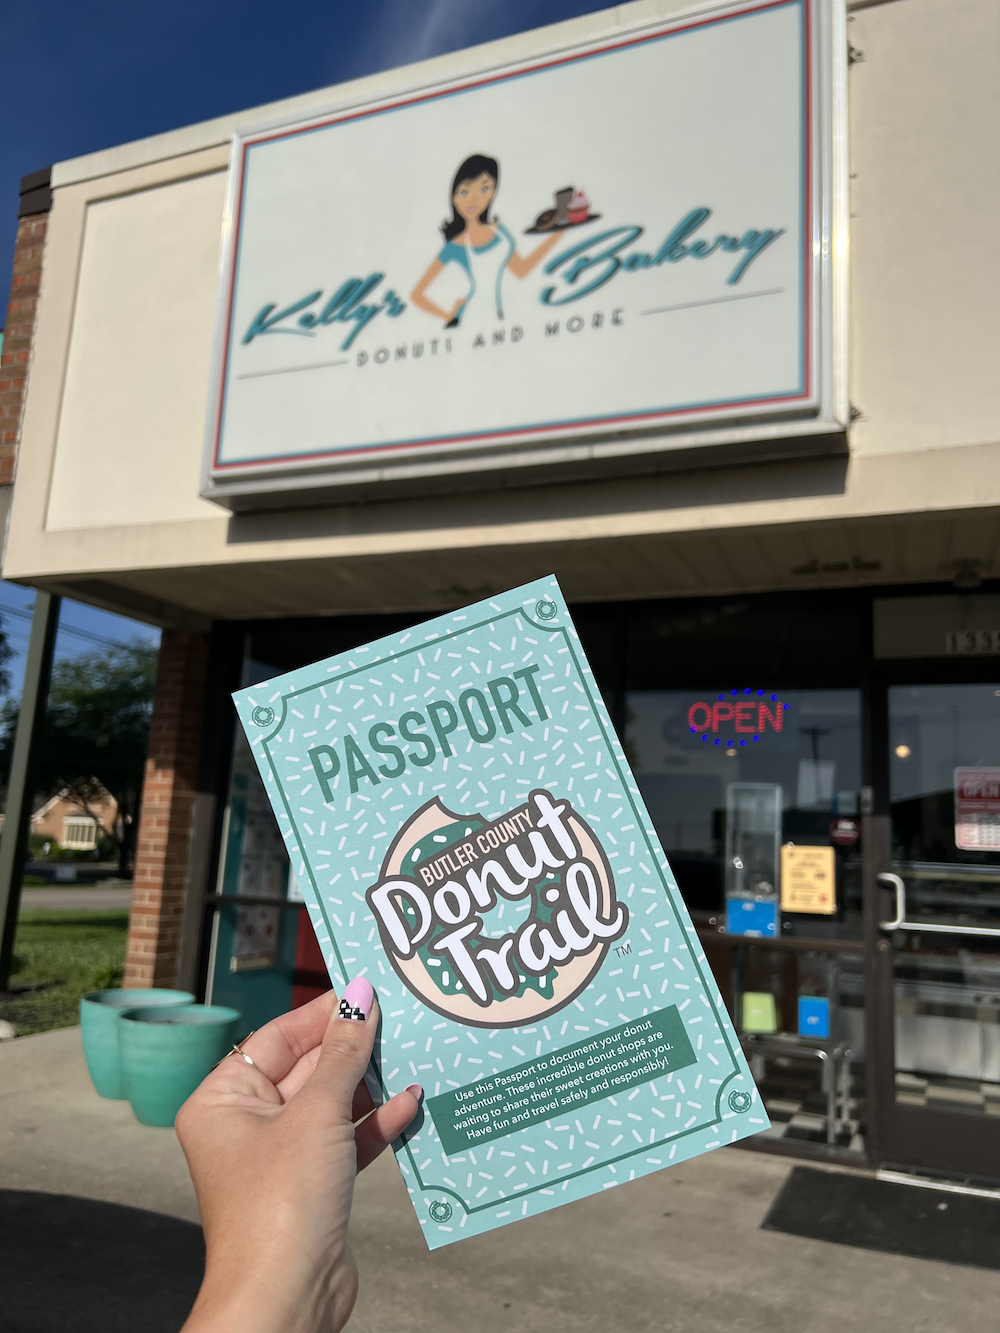 Kelly's Bakery
DONUTS AND MORE
OPEN
OPEN
PASSPORT
BUTLER COUNTY
Donut
Trail
TM
Use this Passport to document your donut
adventure. These incredible donut shops are
waiting to share their sweet creations with you.
Have fun and travel safely and responsibly!